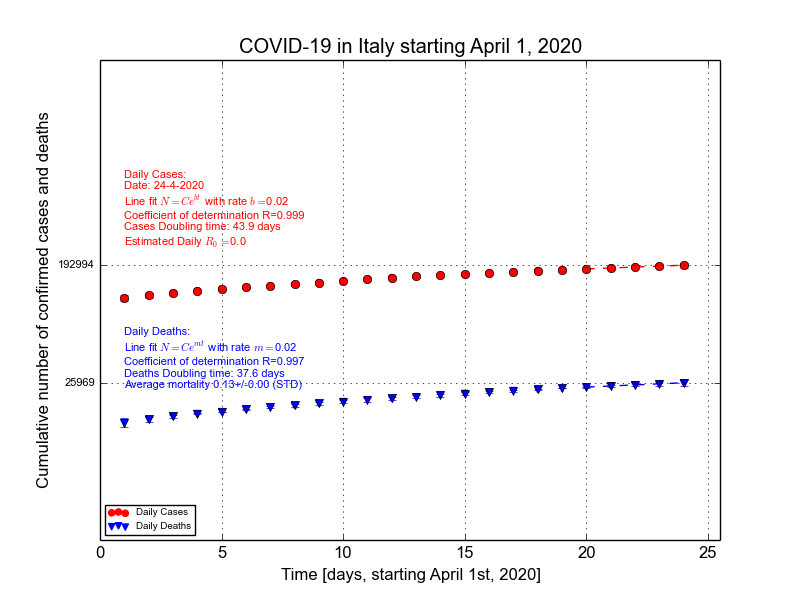 COVID-19 in Italy starting April 1, 2020
Cumulative number of confirmed cases and deaths
Daily Cases:
Date: 24-4-2020
Line fit N=Ce^{bt} with rate b=0.02
Coefficient of determination R=0.999
Cases Doubling time: 43.9 days
Estimated Daily R_0=0.0
192994
Daily Deaths:
Line fit N=Ce^{mt} with rate m=0.02
Coefficient of determination R=0.997
Deaths Doubling time: 37.6 days
25969
Average mortality 0.13+/-0.00 (STD)
Daily Cases
Daily Deaths
0 5 10 15 20 25
Time [days, starting April 1st, 2020]